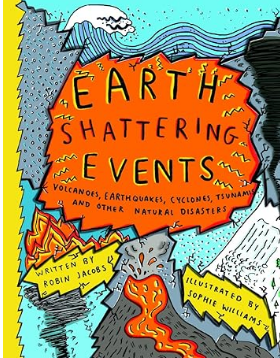 EARTH
SHATTERING
EVENTS
VOLCANOES, EARTHQUAKES, CYCLONES, TSUNAMIS
AND OTHER NATURAL DISASTERS
WRITTEN BY
ROBIN JACOBS
ILLUSTRATED BY
SOPHIE WILLIAMS